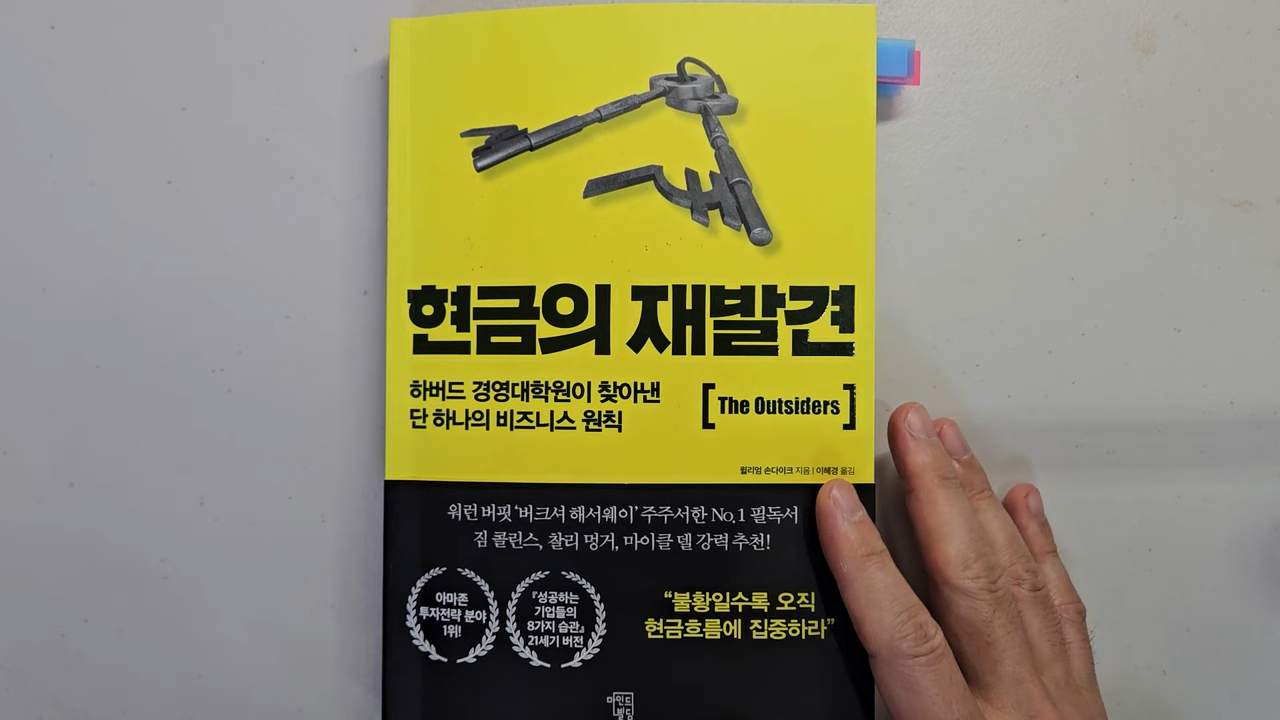 현금의 재발견
하버드 경영대학원이 찾아낸
단 하나의 비즈니스 원칙
[The Outsiders]
윌리엄 손다이크 지음 | 이혜경 옮김
워런 버핏 ‘버크셔 해서웨이’ 주주서한 No.1 필독서
짐 콜린스, 찰리 멍거, 마이클 델 강력 추천!
아마존
투자전략 분야
1위!
『성공하는
기업들의
8가지 습관』
21세기 버전
“불황일수록 오직
현금흐름에 집중하라”
마인드
빌딩